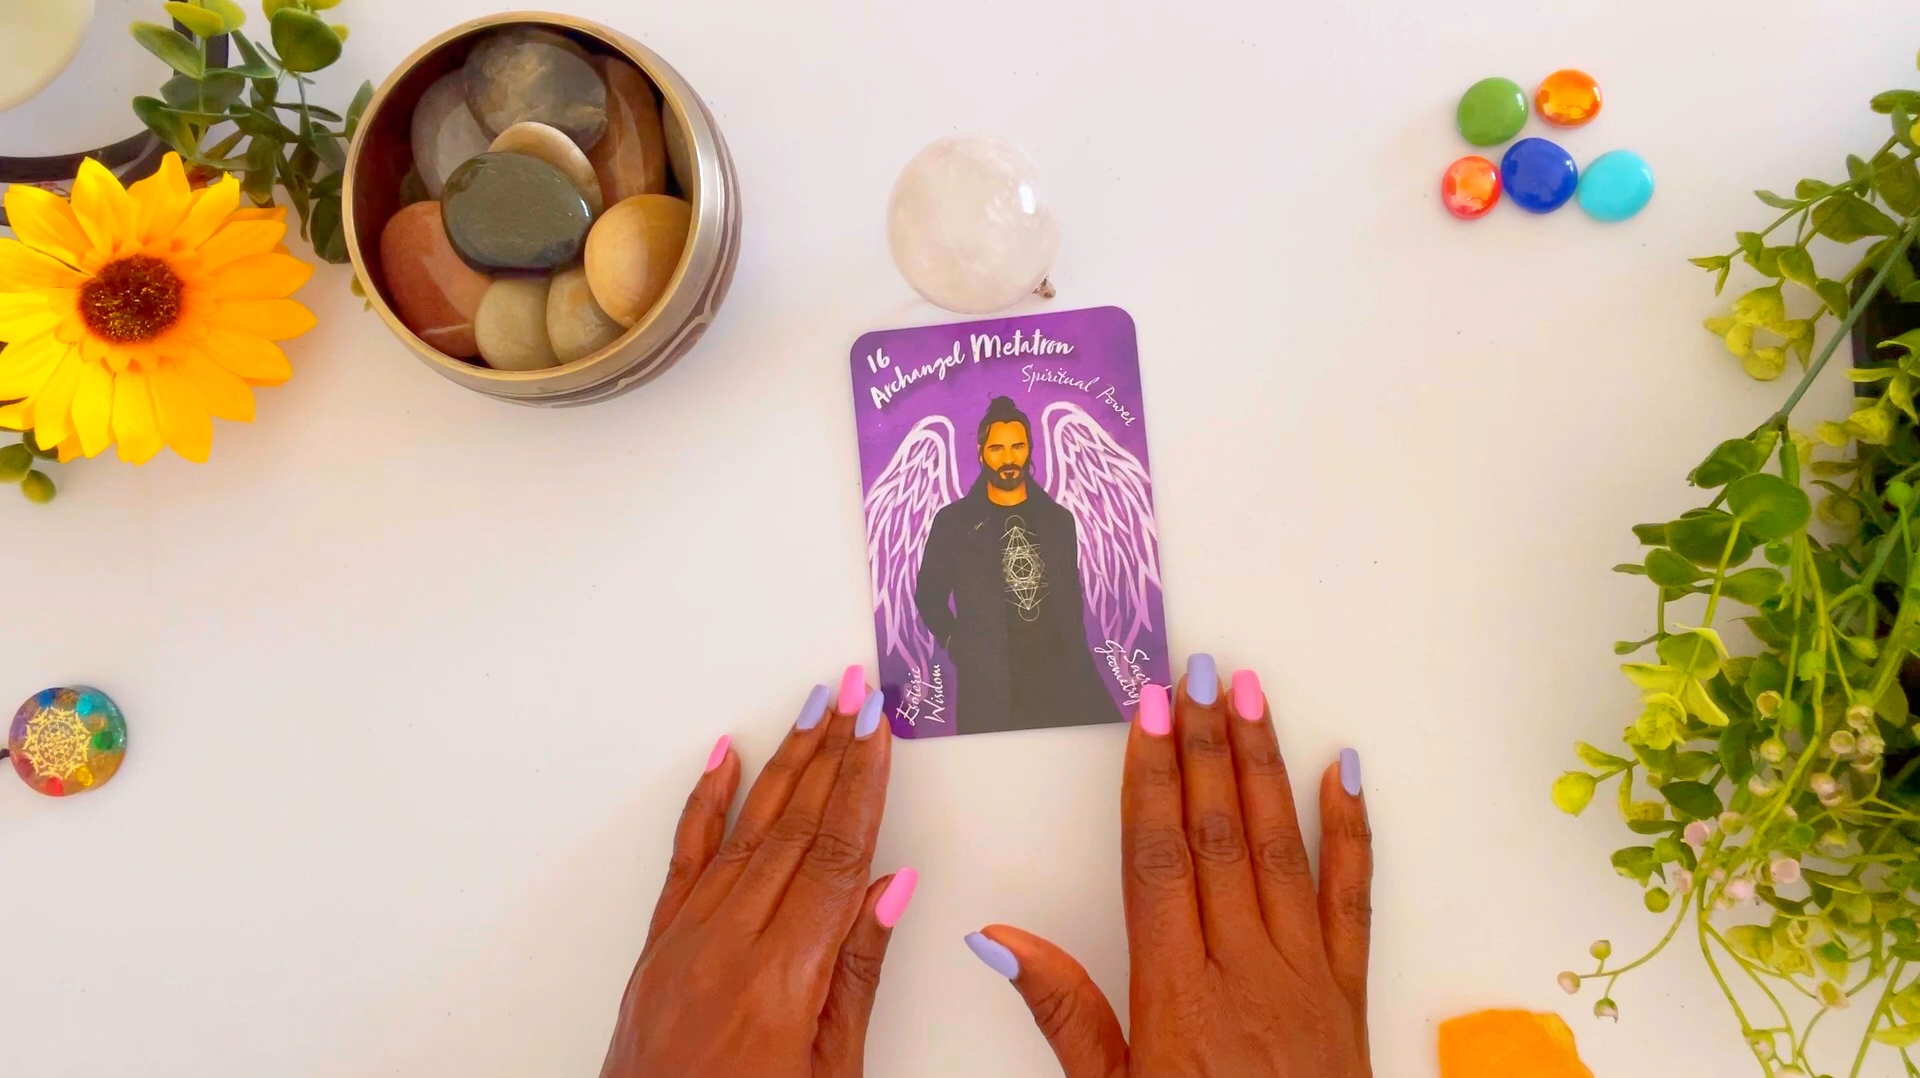 16
Archangel Metatron
Spiritual Power
Esoteric
Wisdom
Sacred
Geometry